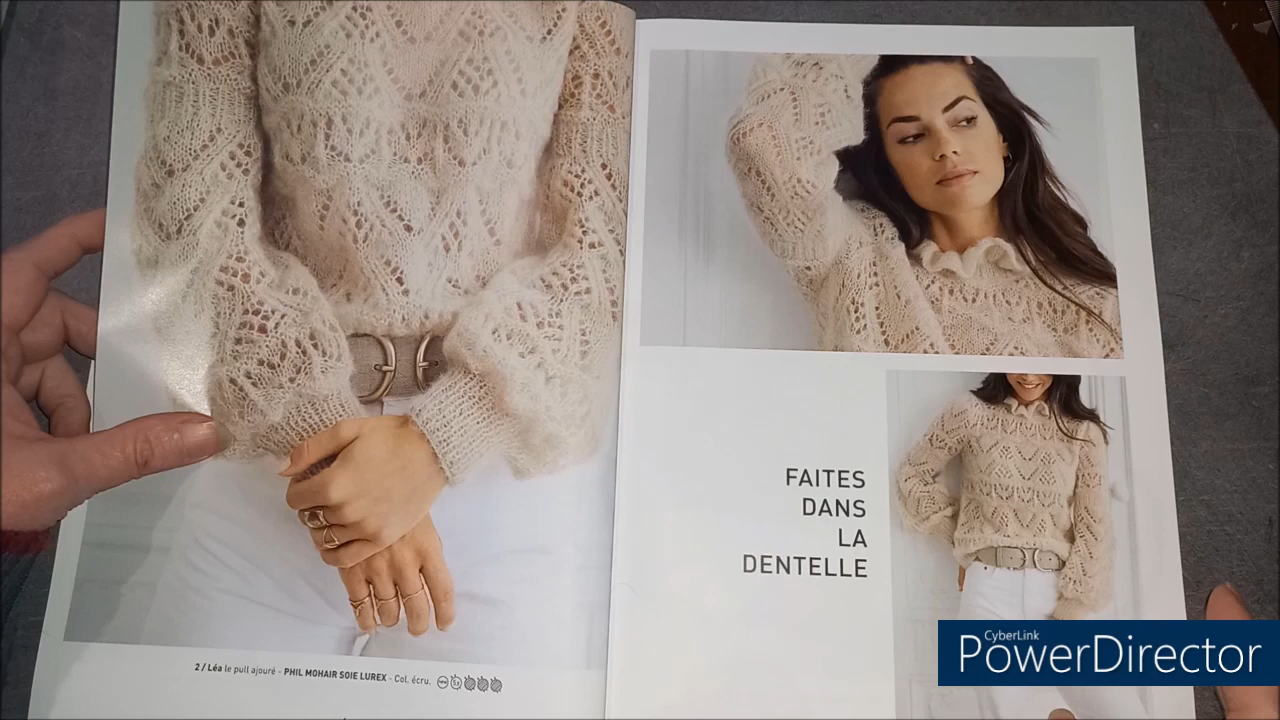 2 / Léa le pull ajouré - PHIL MOHAIR SOIE LUREX - Col. écru.
FAITES
DANS
LA
DENTELLE
CyberLink
PowerDirector